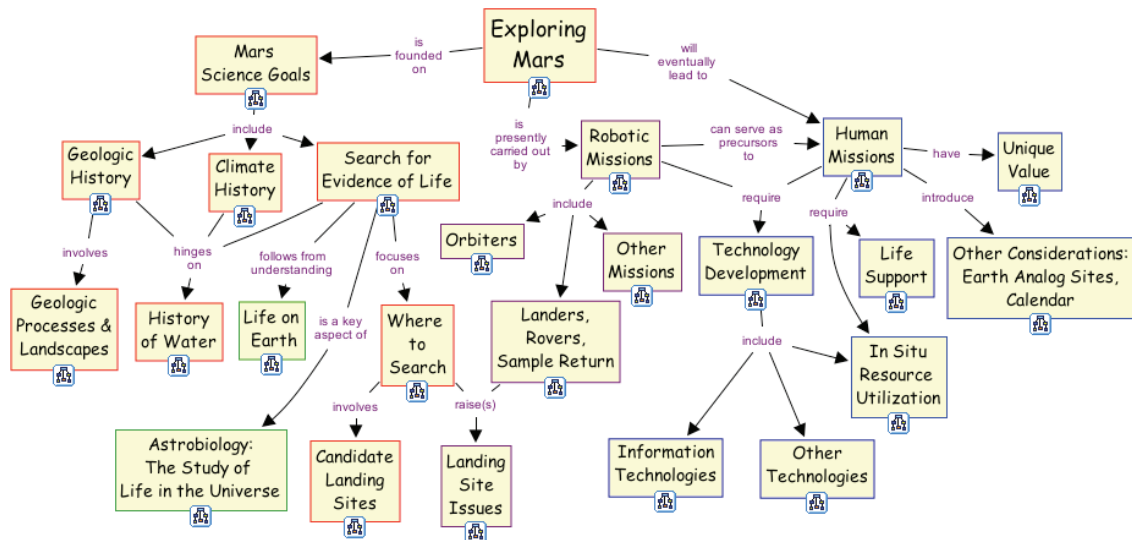 Exploring
Mars
is
founded
on
will
eventually
lead to
Mars
Science Goals
is
presently
carried out
by
Robotic
Missions
can serve as
precursors
to
Human
Missions
have
Unique
Value
include
Geologic
History
Climate
History
Search for
Evidence of Life
include
require
require
introduce
involves
hinges
on
follows from
understanding
focuses
on
is a key
aspect of
Orbiters
Other
Missions
Technology
Development
Life
Support
Other Considerations:
Earth Analog Sites,
Calendar
Geologic
Processes &
Landscapes
History
of Water
Life on
Earth
Where
to
Search
Landers,
Rovers,
Sample Return
include
In Situ
Resource
Utilization
involves
raise(s)
Astrobiology:
The Study of
Life in the Universe
Candidate
Landing
Sites
Landing
Site
Issues
Information
Technologies
Other
Technologies